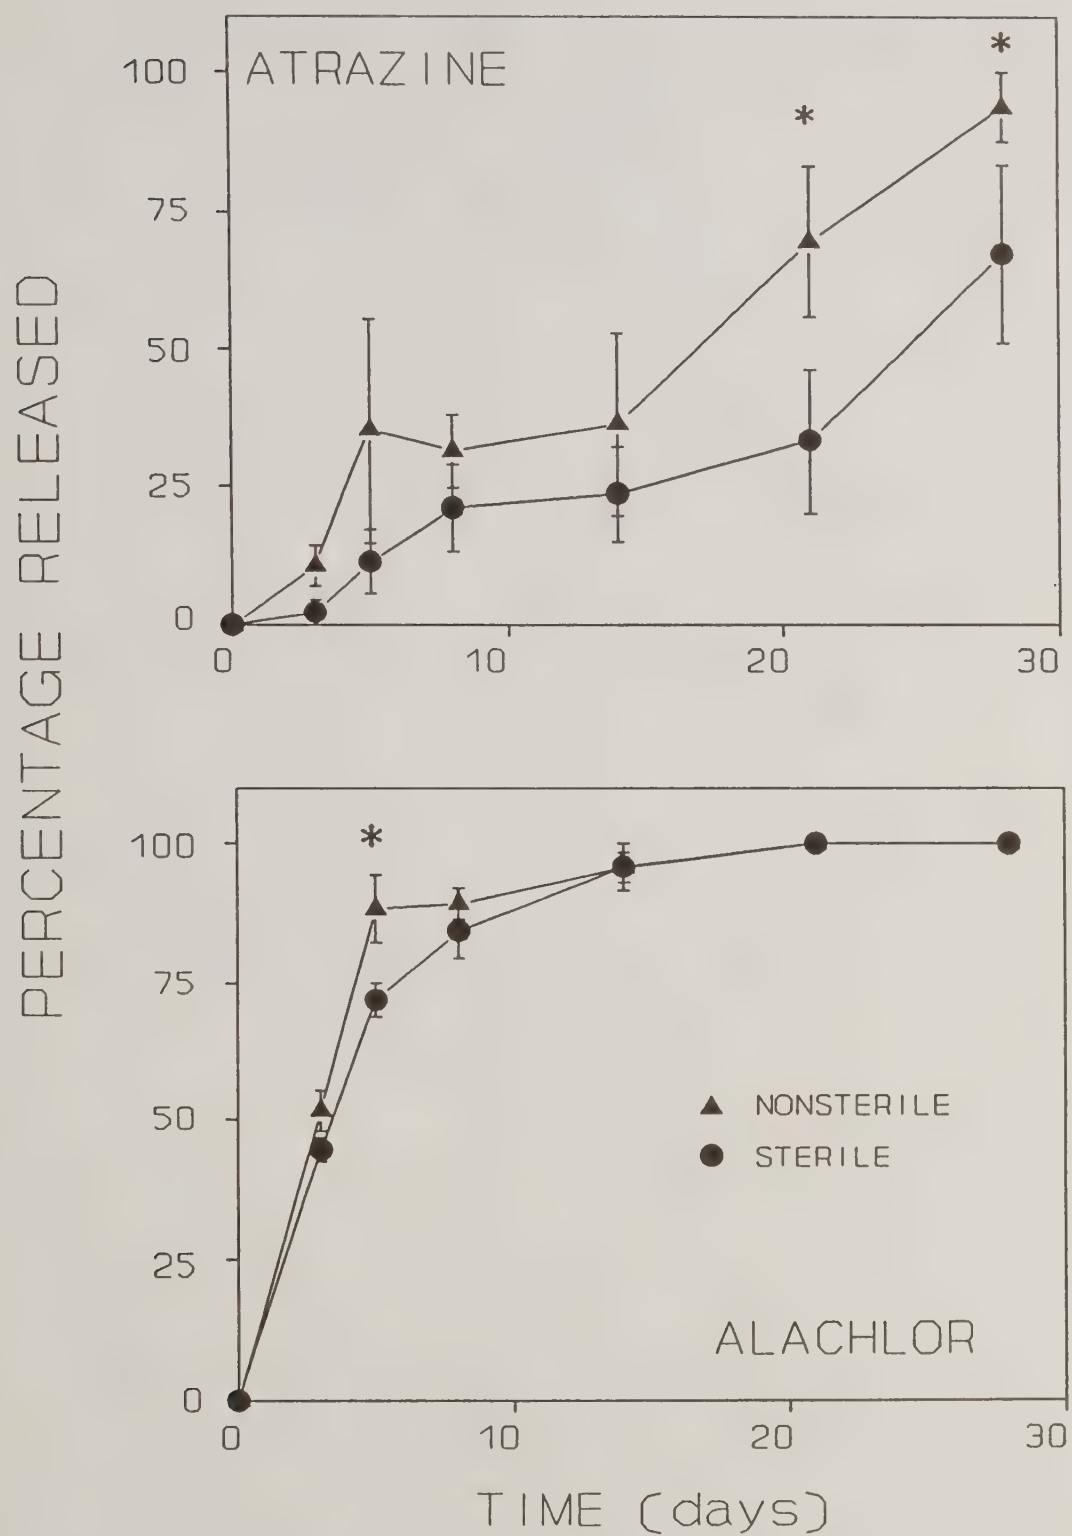 ATRAZINE
*
*
100
75
50
25
0
0 10 20 30
PERCENTAGE RELEASED
*
100
75
50
25
0
NONSTERILE
STERILE
ALACHLOR
0 10 20 30
TIME (days)